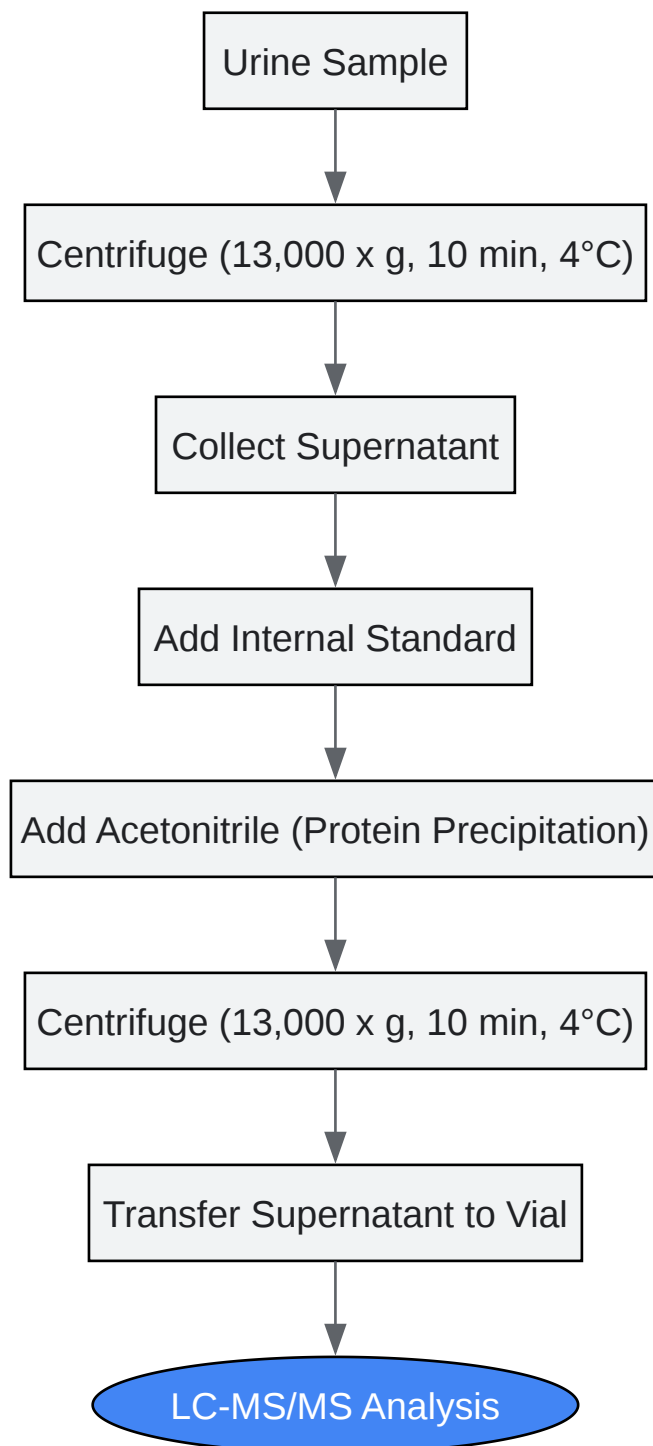 Urine Sample
Centrifuge (13,000 x g, 10 min, 4°C)
Collect Supernatant
Add Internal Standard
Add Acetonitrile (Protein Precipitation)
Centrifuge (13,000 x g, 10 min, 4°C)
Transfer Supernatant to Vial
LC-MS/MS Analysis